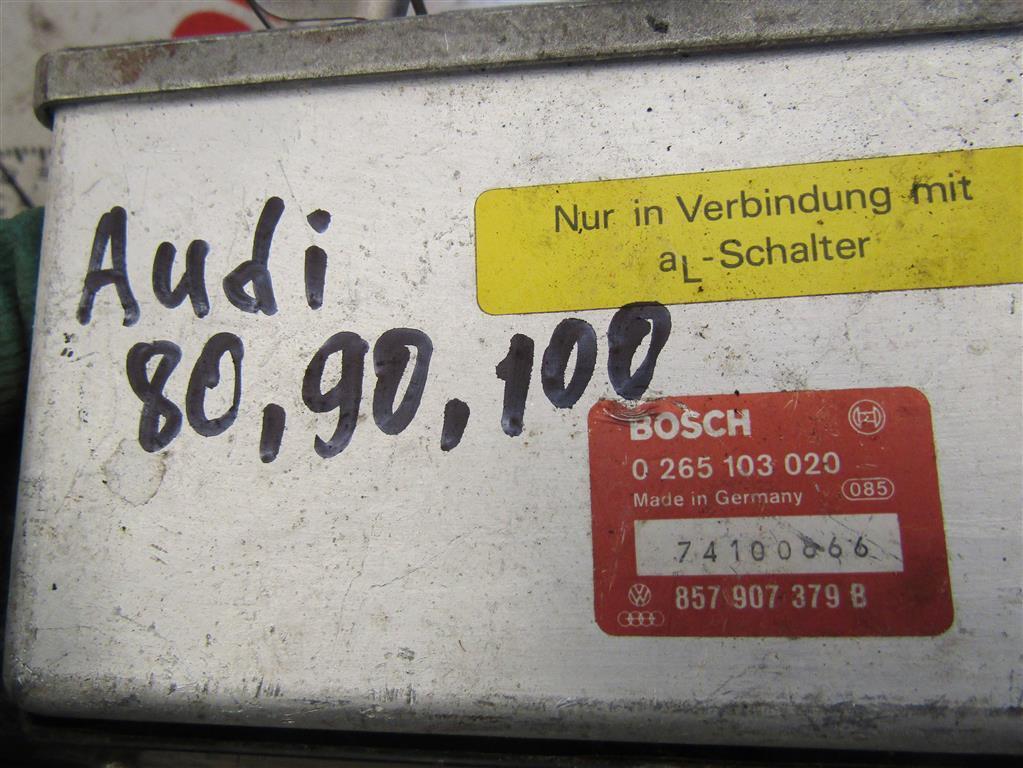 Audi
80, 90, 100
Nur in Verbindung mit
aL-Schalter
BOSCH
0 265 103 020
Made in Germany 085
74100666
857 907 379 B